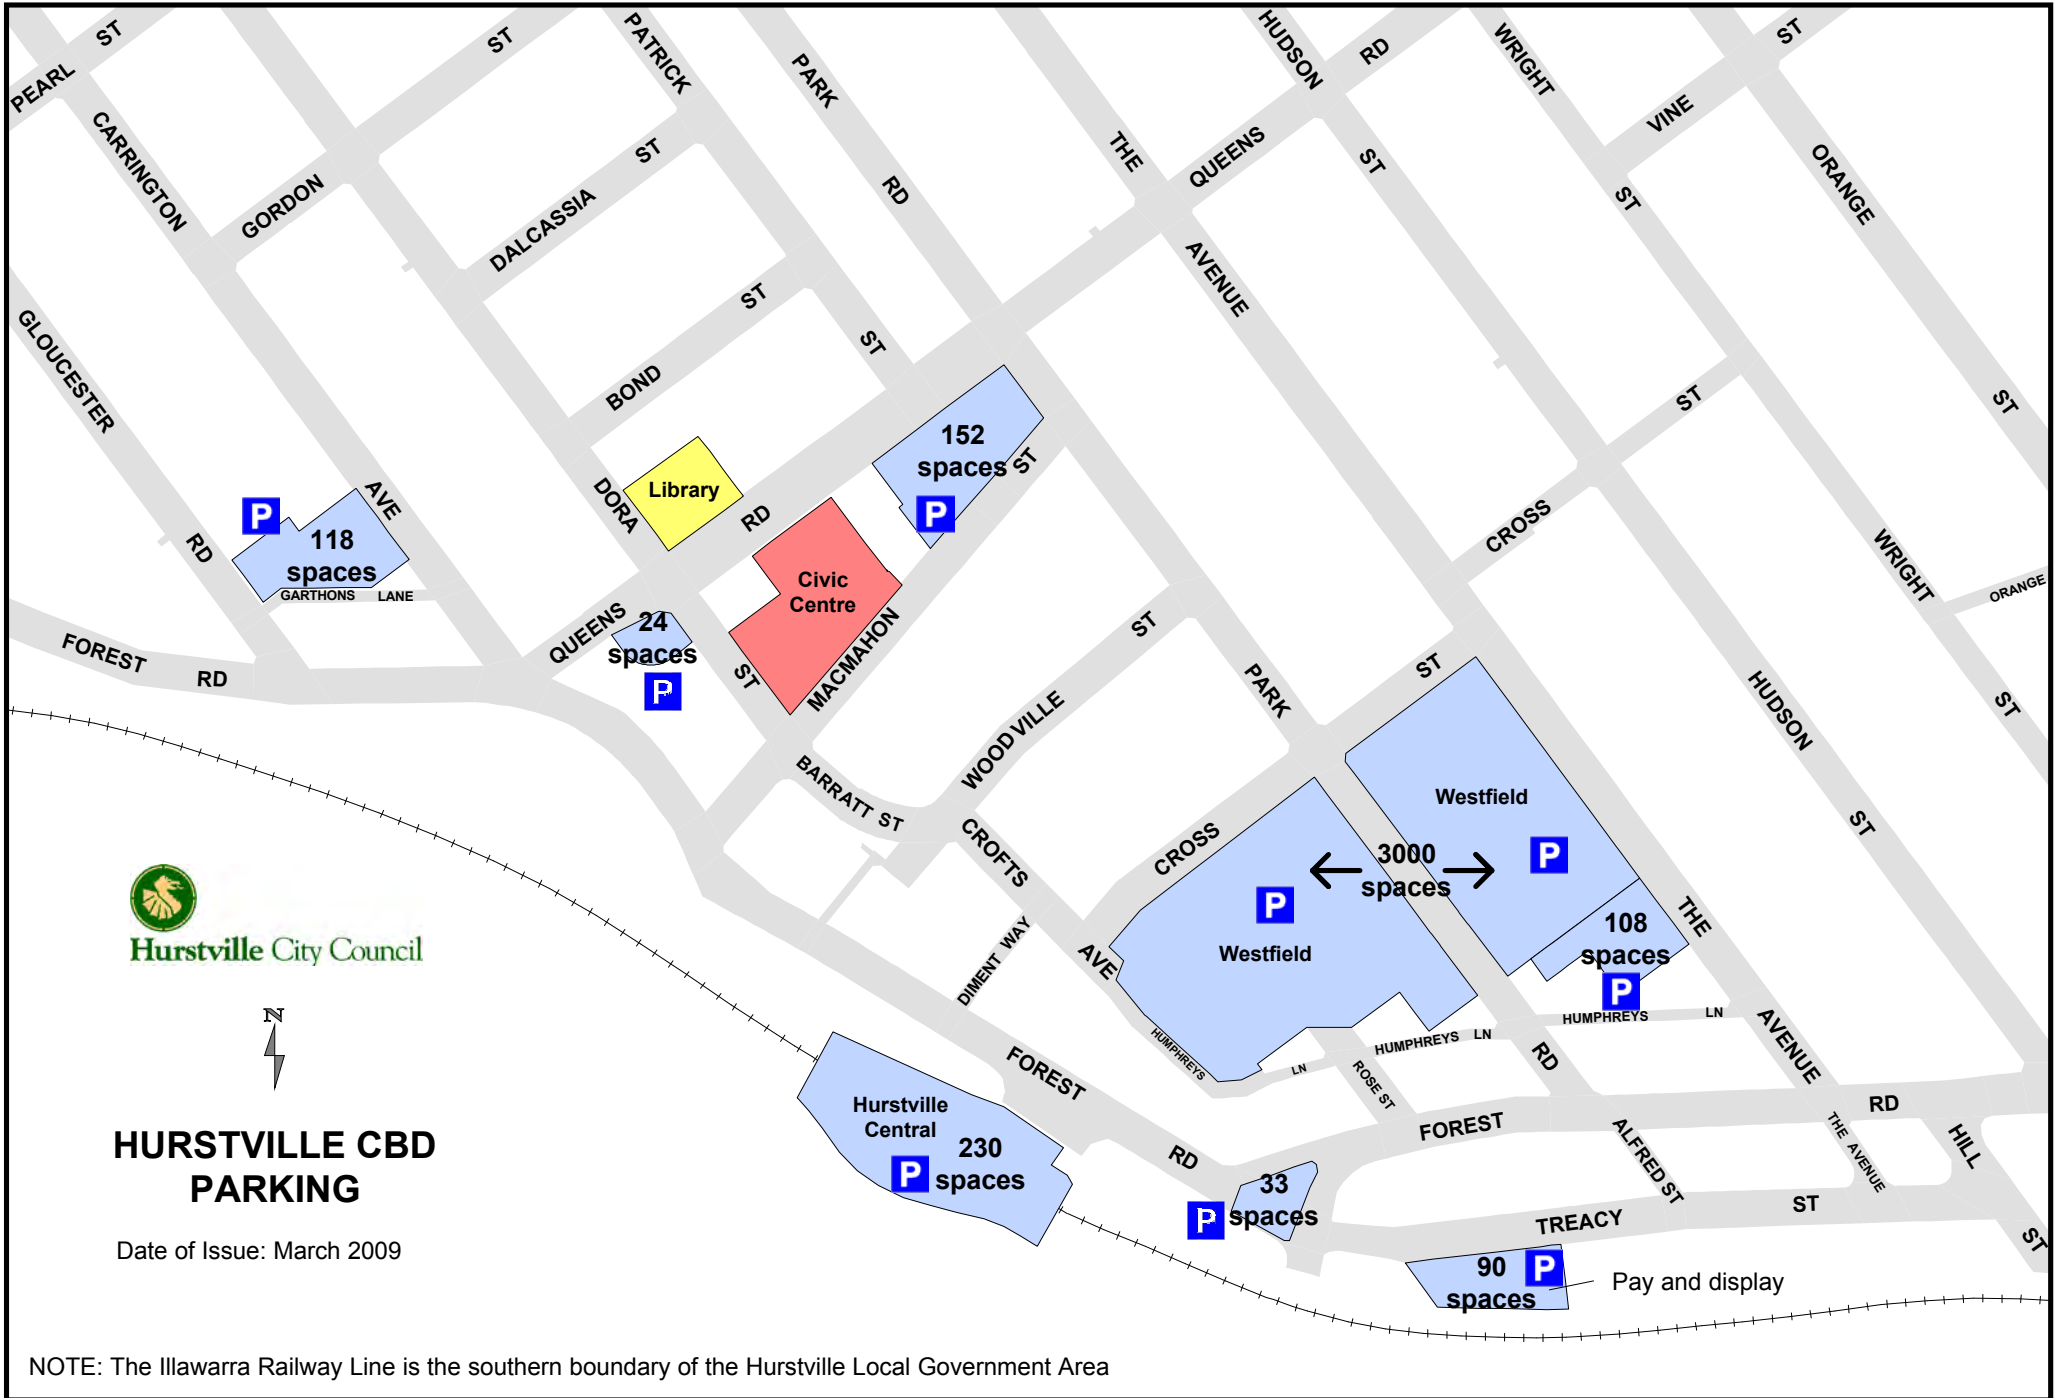 PEARL ST
CARRINGTON AVE
GORDON ST
PATRICK ST
PARK RD
THE AVENUE
HUDSON ST
QUEENS RD
WRIGHT ST
VINE ST
ORANGE ST
DALCASSIA ST
BOND ST
GLOUCESTER RD
DORA ST
Library
152
spaces
ST
118
spaces
GARTHONS LANE
RD
Civic
Centre
QUEENS
24
spaces
MACMAHON
FOREST RD
CROSS ST
WRIGHT ST
ORANGE
HUDSON ST
WOODVILLE ST
PARK
BARRATT ST
CROFTS AVE
CROSS ST
Westfield
3000
spaces
Westfield
108
spaces
THE AVENUE
DIMENT WAY
HUMPHREYS LN
HUMPHREYS LN
HUMPHREYS LN
ROSE ST
RD
FOREST RD
FOREST RD
ALFRED ST
THE AVENUE
HILL ST
TREACY ST
Hurstville
Central
230
spaces
33
spaces
90
spaces
Pay and display
P
P
P
P
P
P
P
P
P
Hurstville City Council
N
HURSTVILLE CBD
PARKING
Date of Issue: March 2009
NOTE: The Illawarra Railway Line is the southern boundary of the Hurstville Local Government Area